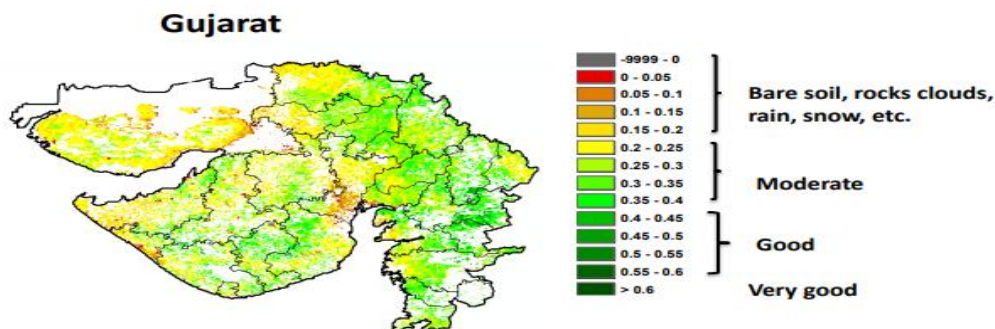 Gujarat
-9999 - 0
0 - 0.05
0.05 - 0.1
0.1 - 0.15
0.15 - 0.2
0.2 - 0.25
0.25 - 0.3
0.3 - 0.35
0.35 - 0.4
0.4 - 0.45
0.45 - 0.5
0.5 - 0.55
0.55 - 0.6
> 0.6
Bare soil, rocks clouds,
rain, snow, etc.
Moderate
Good
Very good